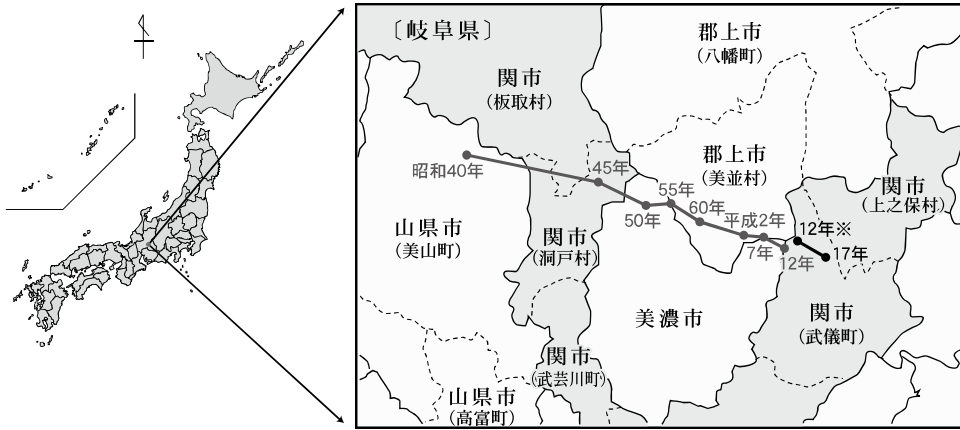 〔岐阜県〕
郡上市
（八幡町）
関市
（板取村）
郡上市
（美並村）
昭和40年
45年
55年
関市
（上之保村）
50年
60年
平成2年
山県市
（美山町）
関市
（洞戸村）
12年※
7年
12年
17年
美濃市
関市
（武儀町）
関市
（武芸川町）
山県市
（高富町）